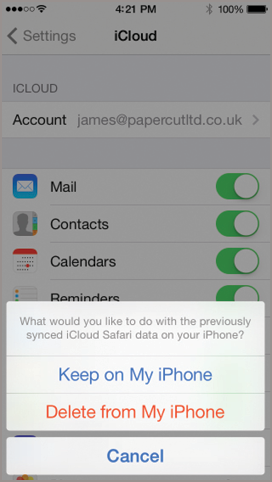 4:21 PM 100%
Settings iCloud
ICLOUD
Account james@papercutltd.co.uk
Mail
Contacts
Calendars
Reminders
What would you like to do with the previously
synced iCloud Safari data on your iPhone?
Keep on My iPhone
Delete from My iPhone
Cancel